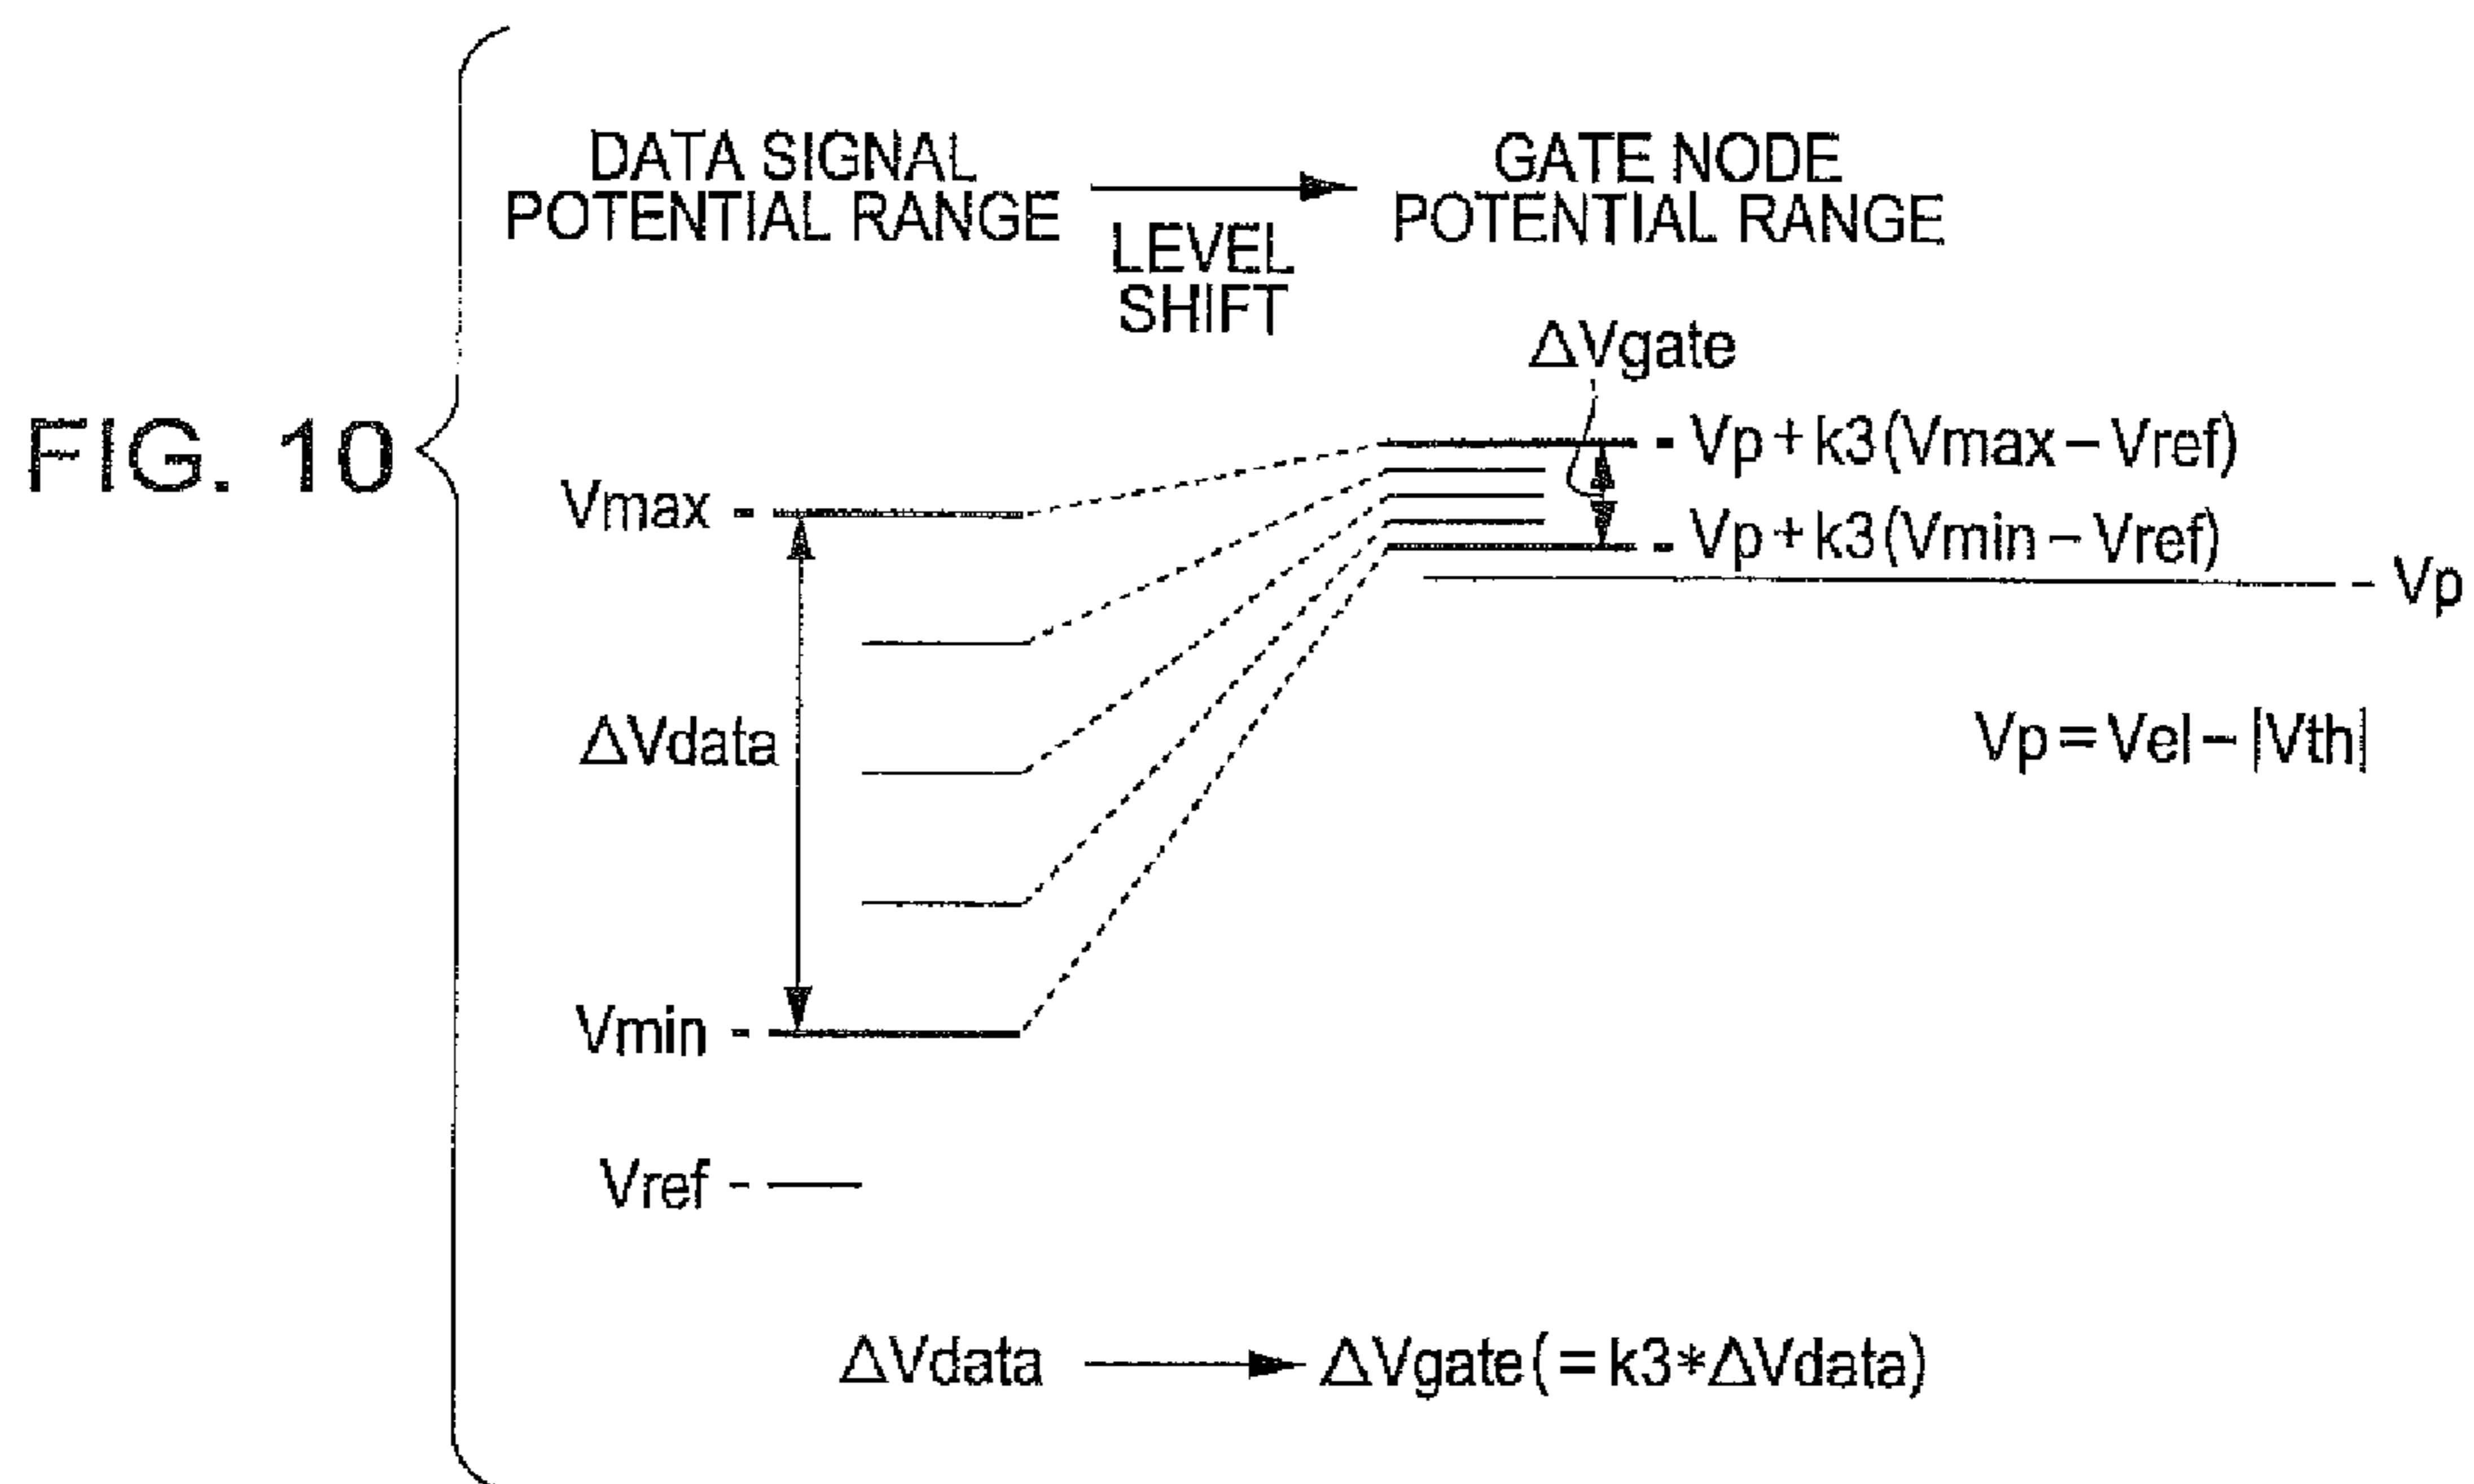 FIG. 10
DATA SIGNAL
POTENTIAL RANGE
LEVEL
SHIFT
GATE NODE
POTENTIAL RANGE
ΔVgate
Vp+k3(Vmax−Vref)
Vmax
Vp+k3(Vmin−Vref)
Vp
ΔVdata
Vp=Vel−|Vth|
Vmin
Vref
ΔVdata → ΔVgate(=k3*ΔVdata)